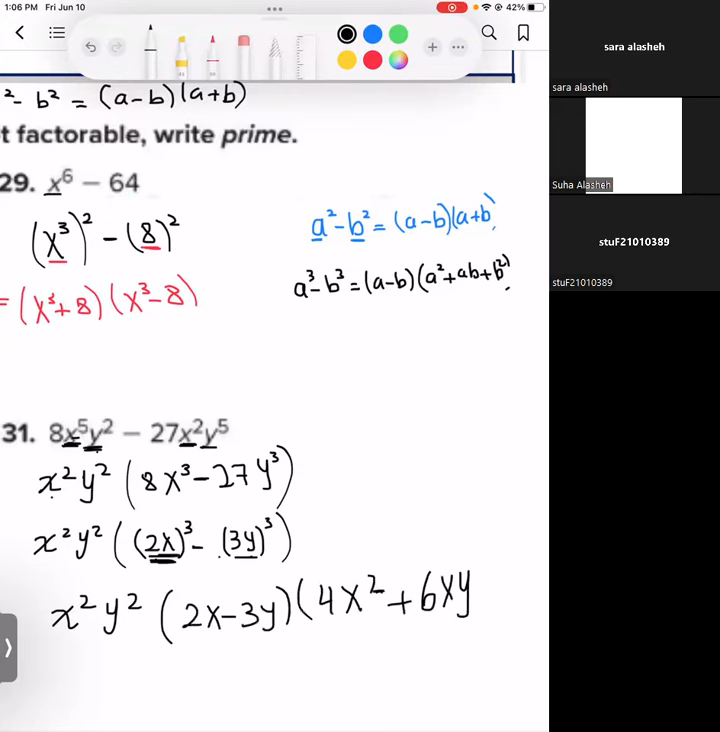 1:06 PM Fri Jun 10
42%
² - b² = (a-b)(a+b)
t factorable, write prime.
29. x⁶ − 64
(x³)² - (8)²
= (x³+8)(x³-8)
a²-b²=(a-b)(a+b)
a³-b³=(a-b)(a²+ab+b²)
31. 8x⁵y² − 27x²y⁵
x²y²(8x³-27y³)
x²y²((2x)³-(3y)³)
x²y²(2x-3y)(4x²+6xy
sara alasheh
sara alasheh
Suha Alasheh
stuF21010389
stuF21010389